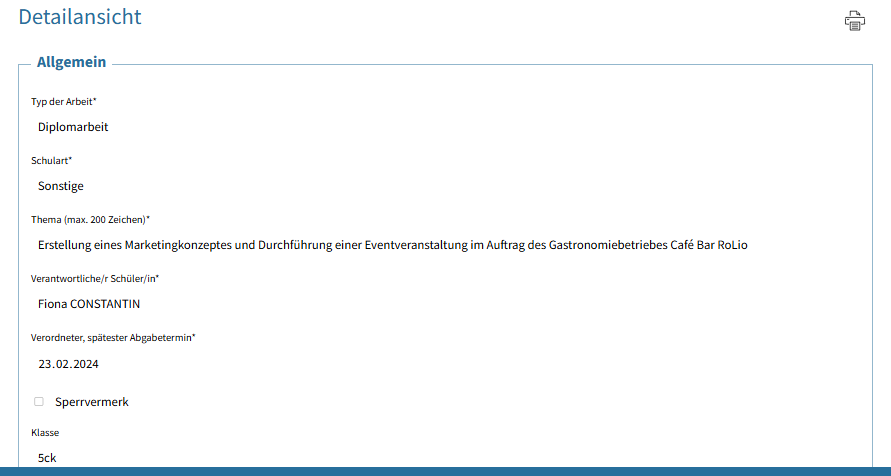 Detailansicht
Allgemein
Typ der Arbeit*
Diplomarbeit
Schulart*
Sonstige
Thema (max. 200 Zeichen)*
Erstellung eines Marketingkonzeptes und Durchführung einer Eventveranstaltung im Auftrag des Gastronomiebetriebes Café Bar RoLio
Verantwortliche/r Schüler/in*
Fiona CONSTANTIN
Verordneter, spätester Abgabetermin*
23.02.2024
Sperrvermerk
Klasse
5ck